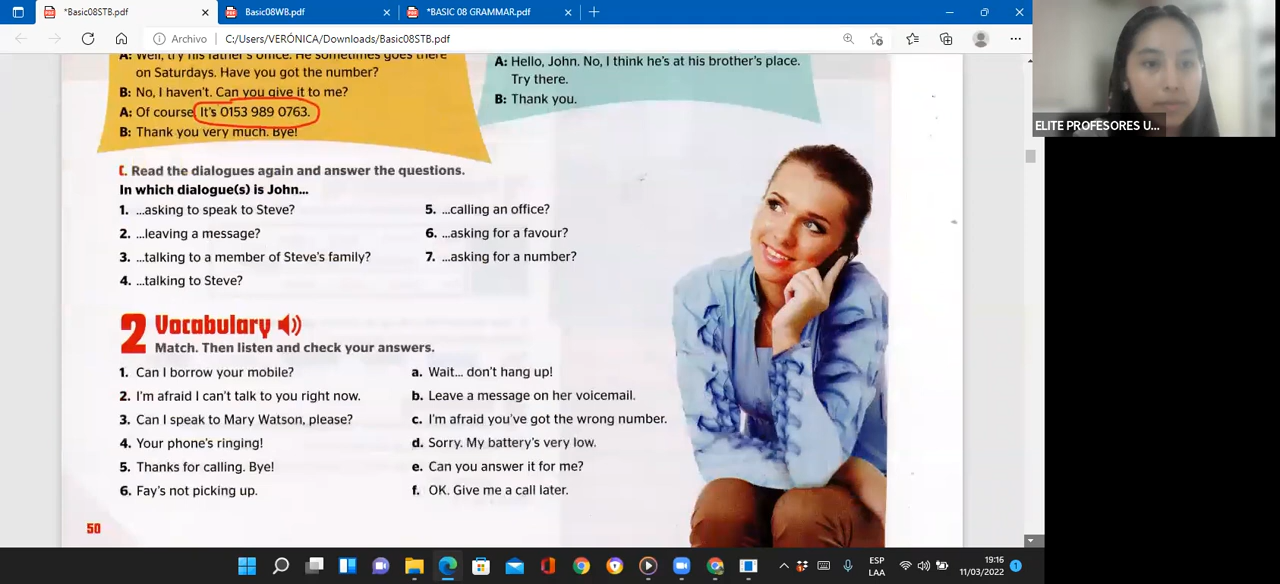 *Basic08STB.pdf
Basic08WB.pdf
*BASIC 08 GRAMMAR.pdf
Archivo
C:/Users/VERÓNICA/Downloads/Basic08STB.pdf
A: Well, try his father's office. He sometimes goes there
on Saturdays. Have you got the number?
B: No, I haven't. Can you give it to me?
A: Of course. It's 0153 989 0763.
B: Thank you very much. Bye!
A: Hello, John. No, I think he's at his brother's place.
Try there.
B: Thank you.
C. Read the dialogues again and answer the questions.
In which dialogue(s) is John...
1. ...asking to speak to Steve?
2. ...leaving a message?
3. ...talking to a member of Steve's family?
4. ...talking to Steve?
5. ...calling an office?
6. ...asking for a favour?
7. ...asking for a number?
2 Vocabulary
Match. Then listen and check your answers.
1. Can I borrow your mobile?
2. I'm afraid I can't talk to you right now.
3. Can I speak to Mary Watson, please?
4. Your phone's ringing!
5. Thanks for calling. Bye!
6. Fay's not picking up.
a. Wait... don't hang up!
b. Leave a message on her voicemail.
c. I'm afraid you've got the wrong number.
d. Sorry. My battery's very low.
e. Can you answer it for me?
f. OK. Give me a call later.
50
ELITE PROFESORES U...
ESP
LAA
19:16
11/03/2022
1